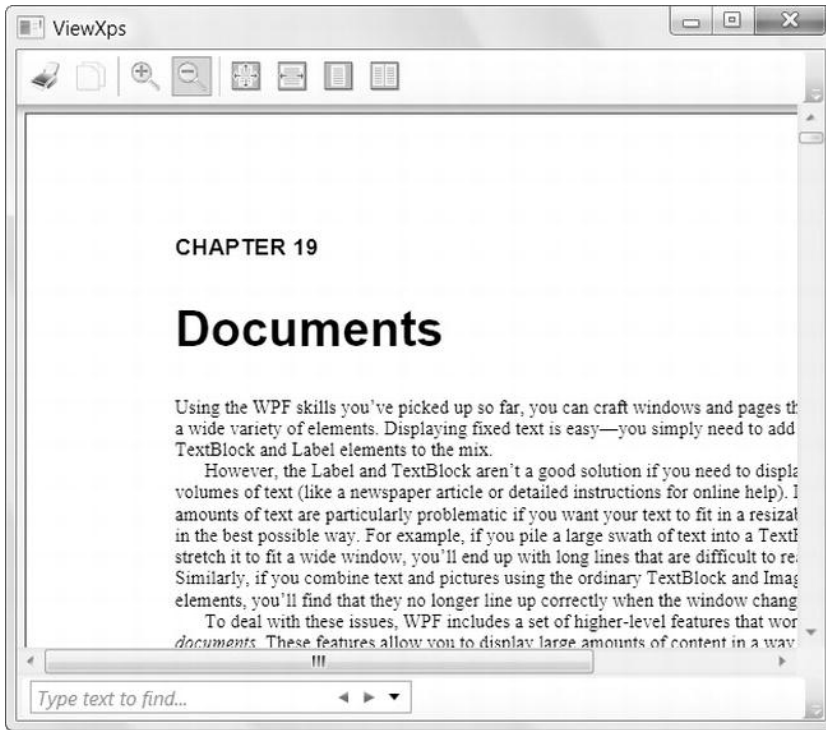 ViewXps
CHAPTER 19
Documents
Using the WPF skills you've picked up so far, you can craft windows and pages
a wide variety of elements. Displaying fixed text is easy—you simply need to add
TextBlock and Label elements to the mix.
However, the Label and TextBlock aren't a good solution if you need to
volumes of text (like a newspaper article or detailed instructions for online help).
amounts of text are particularly problematic if you want your text to fit in a
in the best possible way. For example, if you pile a large swath of text into a
stretch it to fit a wide window, you'll end up with long lines that are difficult to
Similarly, if you combine text and pictures using the ordinary TextBlock and
elements, you'll find that they no longer line up correctly when the window
To deal with these issues, WPF includes a set of higher-level features that
documents. These features allow you to display large amounts of content in a way
Type text to find...